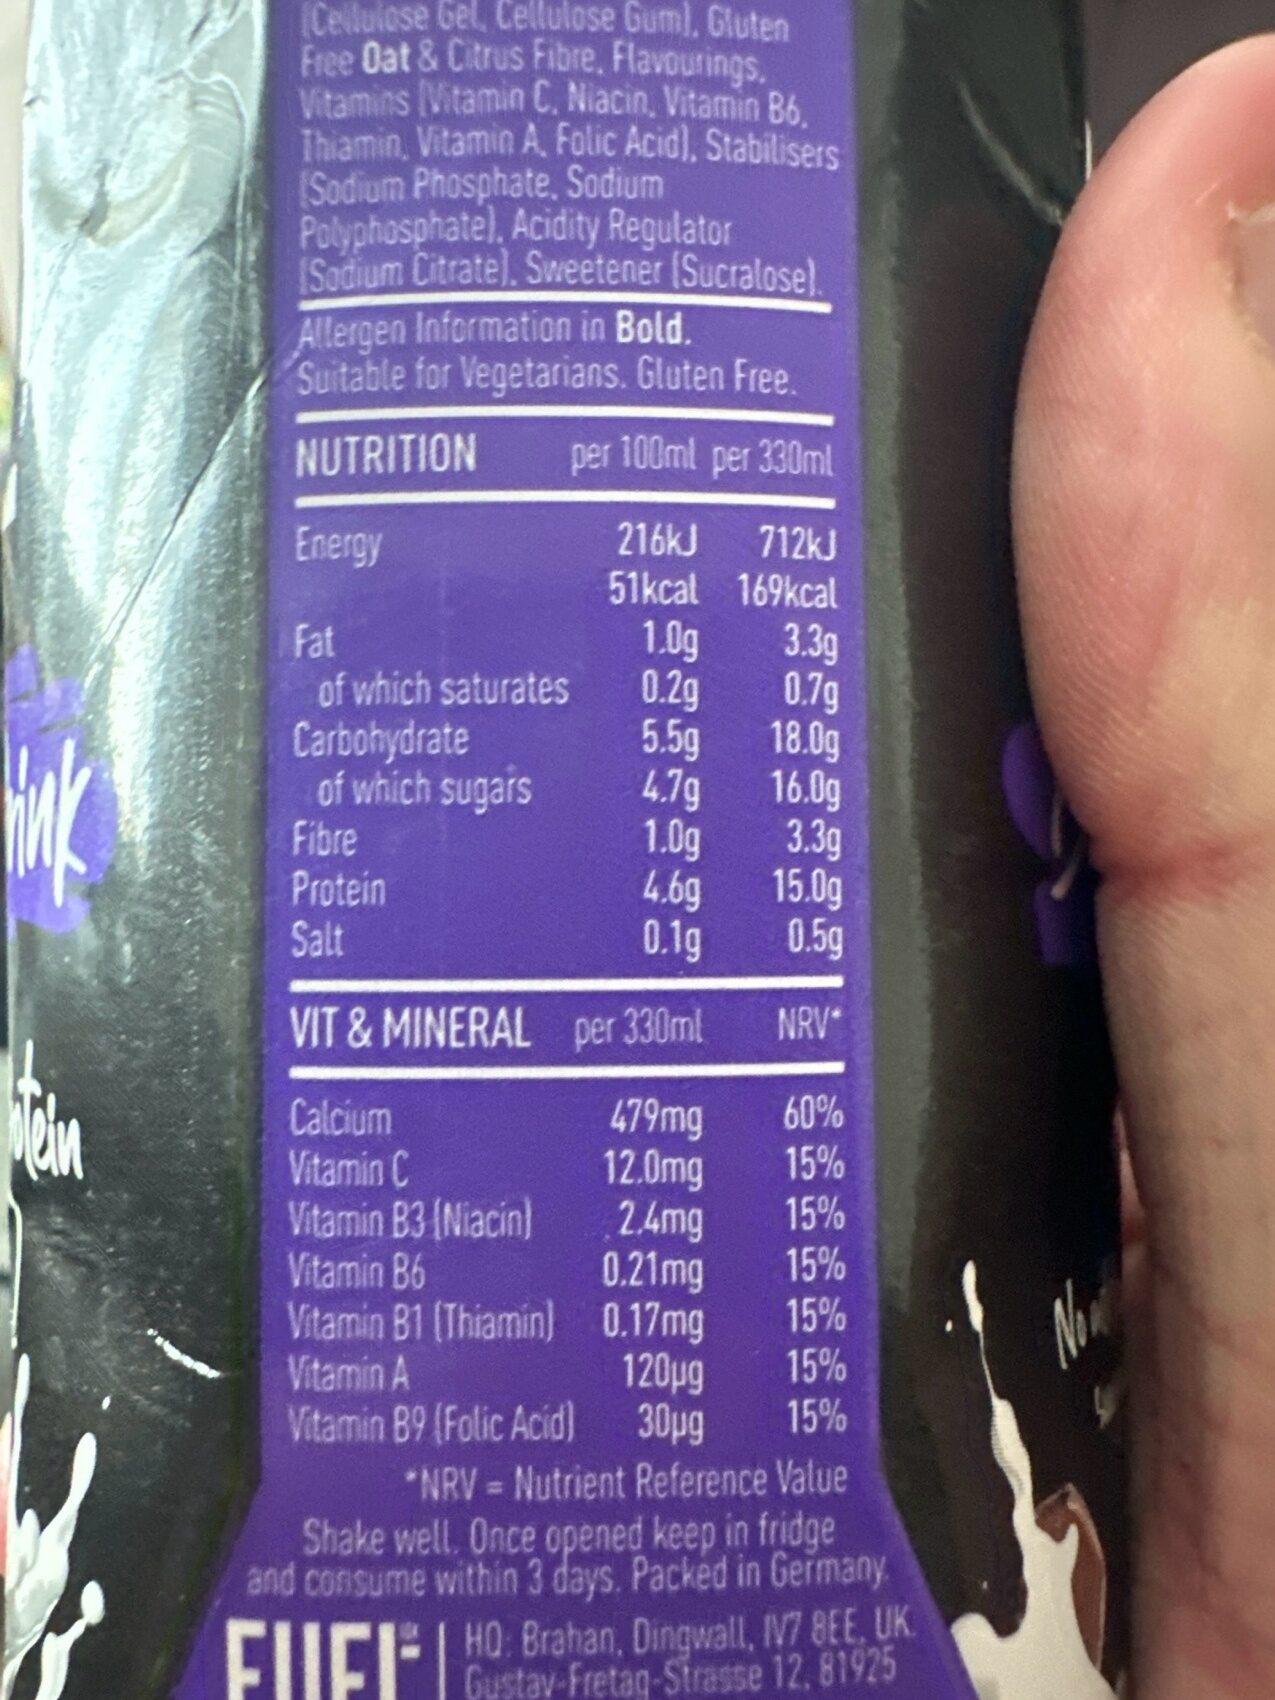 (Cellulose Gel, Cellulose Gum), Gluten
Free Oat & Citrus Fibre, Flavourings,
Vitamins (Vitamin C, Niacin, Vitamin B6,
Thiamin, Vitamin A, Folic Acid), Stabilisers
(Sodium Phosphate, Sodium
Polyphosphate), Acidity Regulator
(Sodium Citrate), Sweetener (Sucralose).
Allergen Information in Bold.
Suitable for Vegetarians. Gluten Free.
NUTRITION per 100ml per 330ml
Energy 216kJ 712kJ
51kcal 169kcal
Fat 1.0g 3.3g
of which saturates 0.2g 0.7g
Carbohydrate 5.5g 18.0g
of which sugars 4.7g 16.0g
Fibre 1.0g 3.3g
Protein 4.6g 15.0g
Salt 0.1g 0.5g
VIT & MINERAL per 330ml NRV*
Calcium 479mg 60%
Vitamin C 12.0mg 15%
Vitamin B3 (Niacin) 2.4mg 15%
Vitamin B6 0.21mg 15%
Vitamin B1 (Thiamin) 0.17mg 15%
Vitamin A 120µg 15%
Vitamin B9 (Folic Acid) 30µg 15%
*NRV = Nutrient Reference Value
Shake well. Once opened keep in fridge
and consume within 3 days. Packed in Germany.
FUEL
HQ: Brahan, Dingwall, IV7 8EE, UK.
Gustav-Fretag-Strasse 12, 81925
ink
otein
No